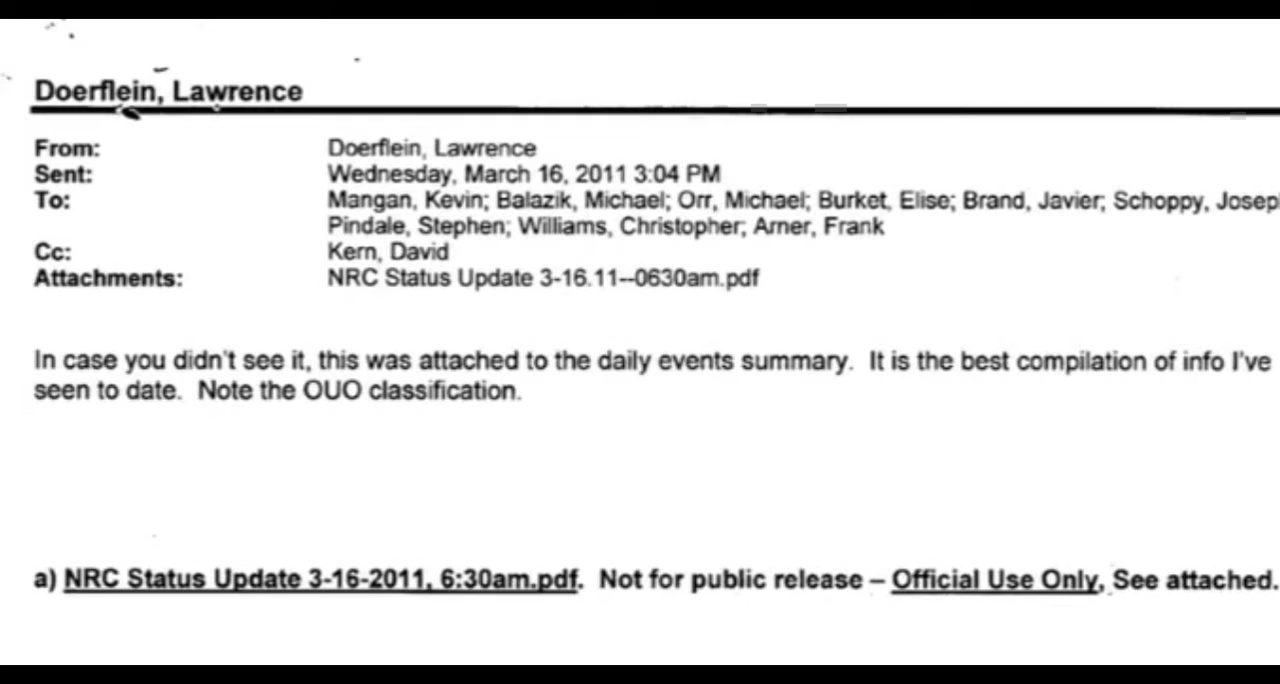 Doerflein, Lawrence
From: Doerflein, Lawrence
Sent: Wednesday, March 16, 2011 3:04 PM
To: Mangan, Kevin; Balazik, Michael; Orr, Michael; Burket, Elise; Brand, Javier; Schoppy, Joseph
Pindale, Stephen; Williams, Christopher; Arner, Frank
Cc: Kern, David
Attachments: NRC Status Update 3-16.11--0630am.pdf
In case you didn't see it, this was attached to the daily events summary. It is the best compilation of info I've
seen to date. Note the OUO classification.
a) NRC Status Update 3-16-2011, 6:30am.pdf. Not for public release – Official Use Only, See attached.